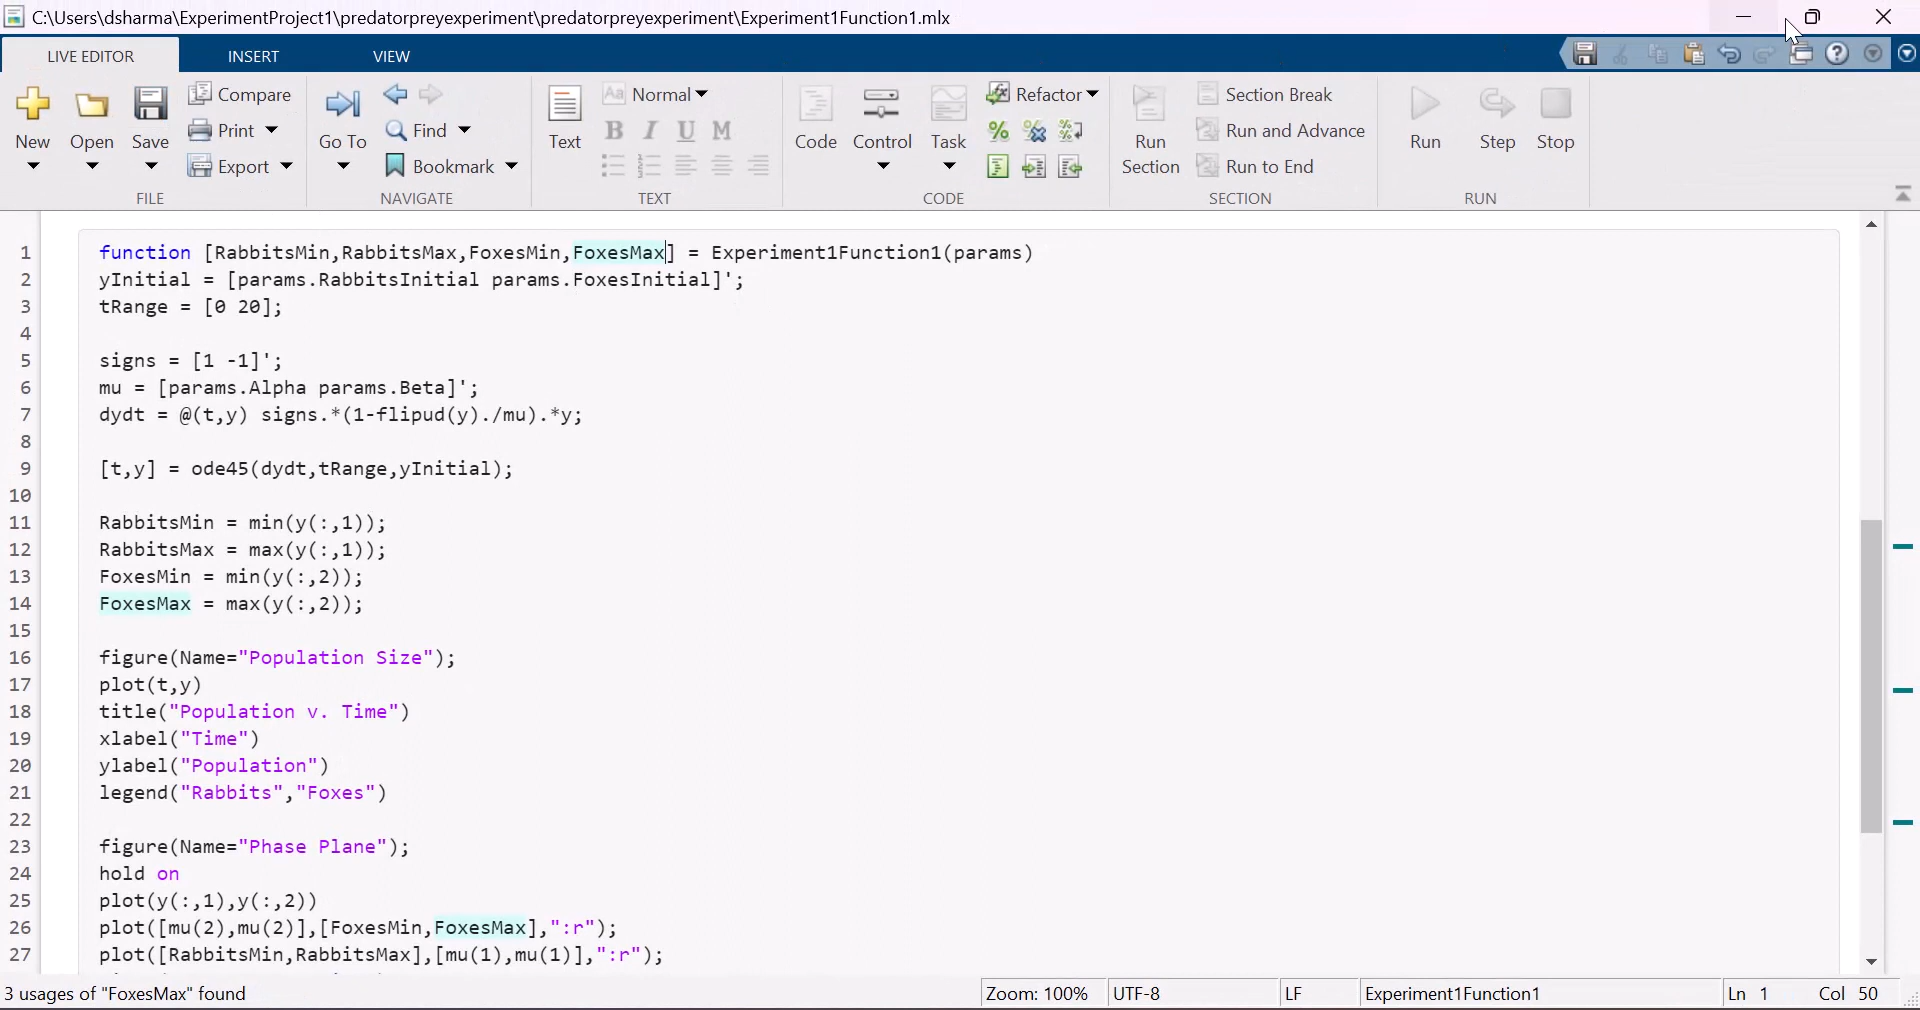 C:\Users\dsharma\ExperimentProject1\predatorpreyexperiment\predatorpreyexperiment\Experiment1Function1.mlx
LIVE EDITOR INSERT VIEW
New Open Save Compare Print Export
FILE
Go To Find Bookmark
NAVIGATE
Text Aa Normal B I U M
TEXT
Code Control Task Refactor
CODE
Run Section Section Break Run and Advance Run to End
SECTION
Run Step Stop
RUN
1 function [RabbitsMin,RabbitsMax,FoxesMin,FoxesMax] = Experiment1Function1(params)
2 yInitial = [params.RabbitsInitial params.FoxesInitial]';
3 tRange = [0 20];
4
5 signs = [1 -1]';
6 mu = [params.Alpha params.Beta]';
7 dydt = @(t,y) signs.*(1-flipud(y)./mu).*y;
8
9 [t,y] = ode45(dydt,tRange,yInitial);
10
11 RabbitsMin = min(y(:,1));
12 RabbitsMax = max(y(:,1));
13 FoxesMin = min(y(:,2));
14 FoxesMax = max(y(:,2));
15
16 figure(Name="Population Size");
17 plot(t,y)
18 title("Population v. Time")
19 xlabel("Time")
20 ylabel("Population")
21 legend("Rabbits","Foxes")
22
23 figure(Name="Phase Plane");
24 hold on
25 plot(y(:,1),y(:,2))
26 plot([mu(2),mu(2)],[FoxesMin,FoxesMax],":r");
27 plot([RabbitsMin,RabbitsMax],[mu(1),mu(1)],":r");
3 usages of "FoxesMax" found Zoom: 100% UTF-8 LF Experiment1Function1 Ln 1 Col 50